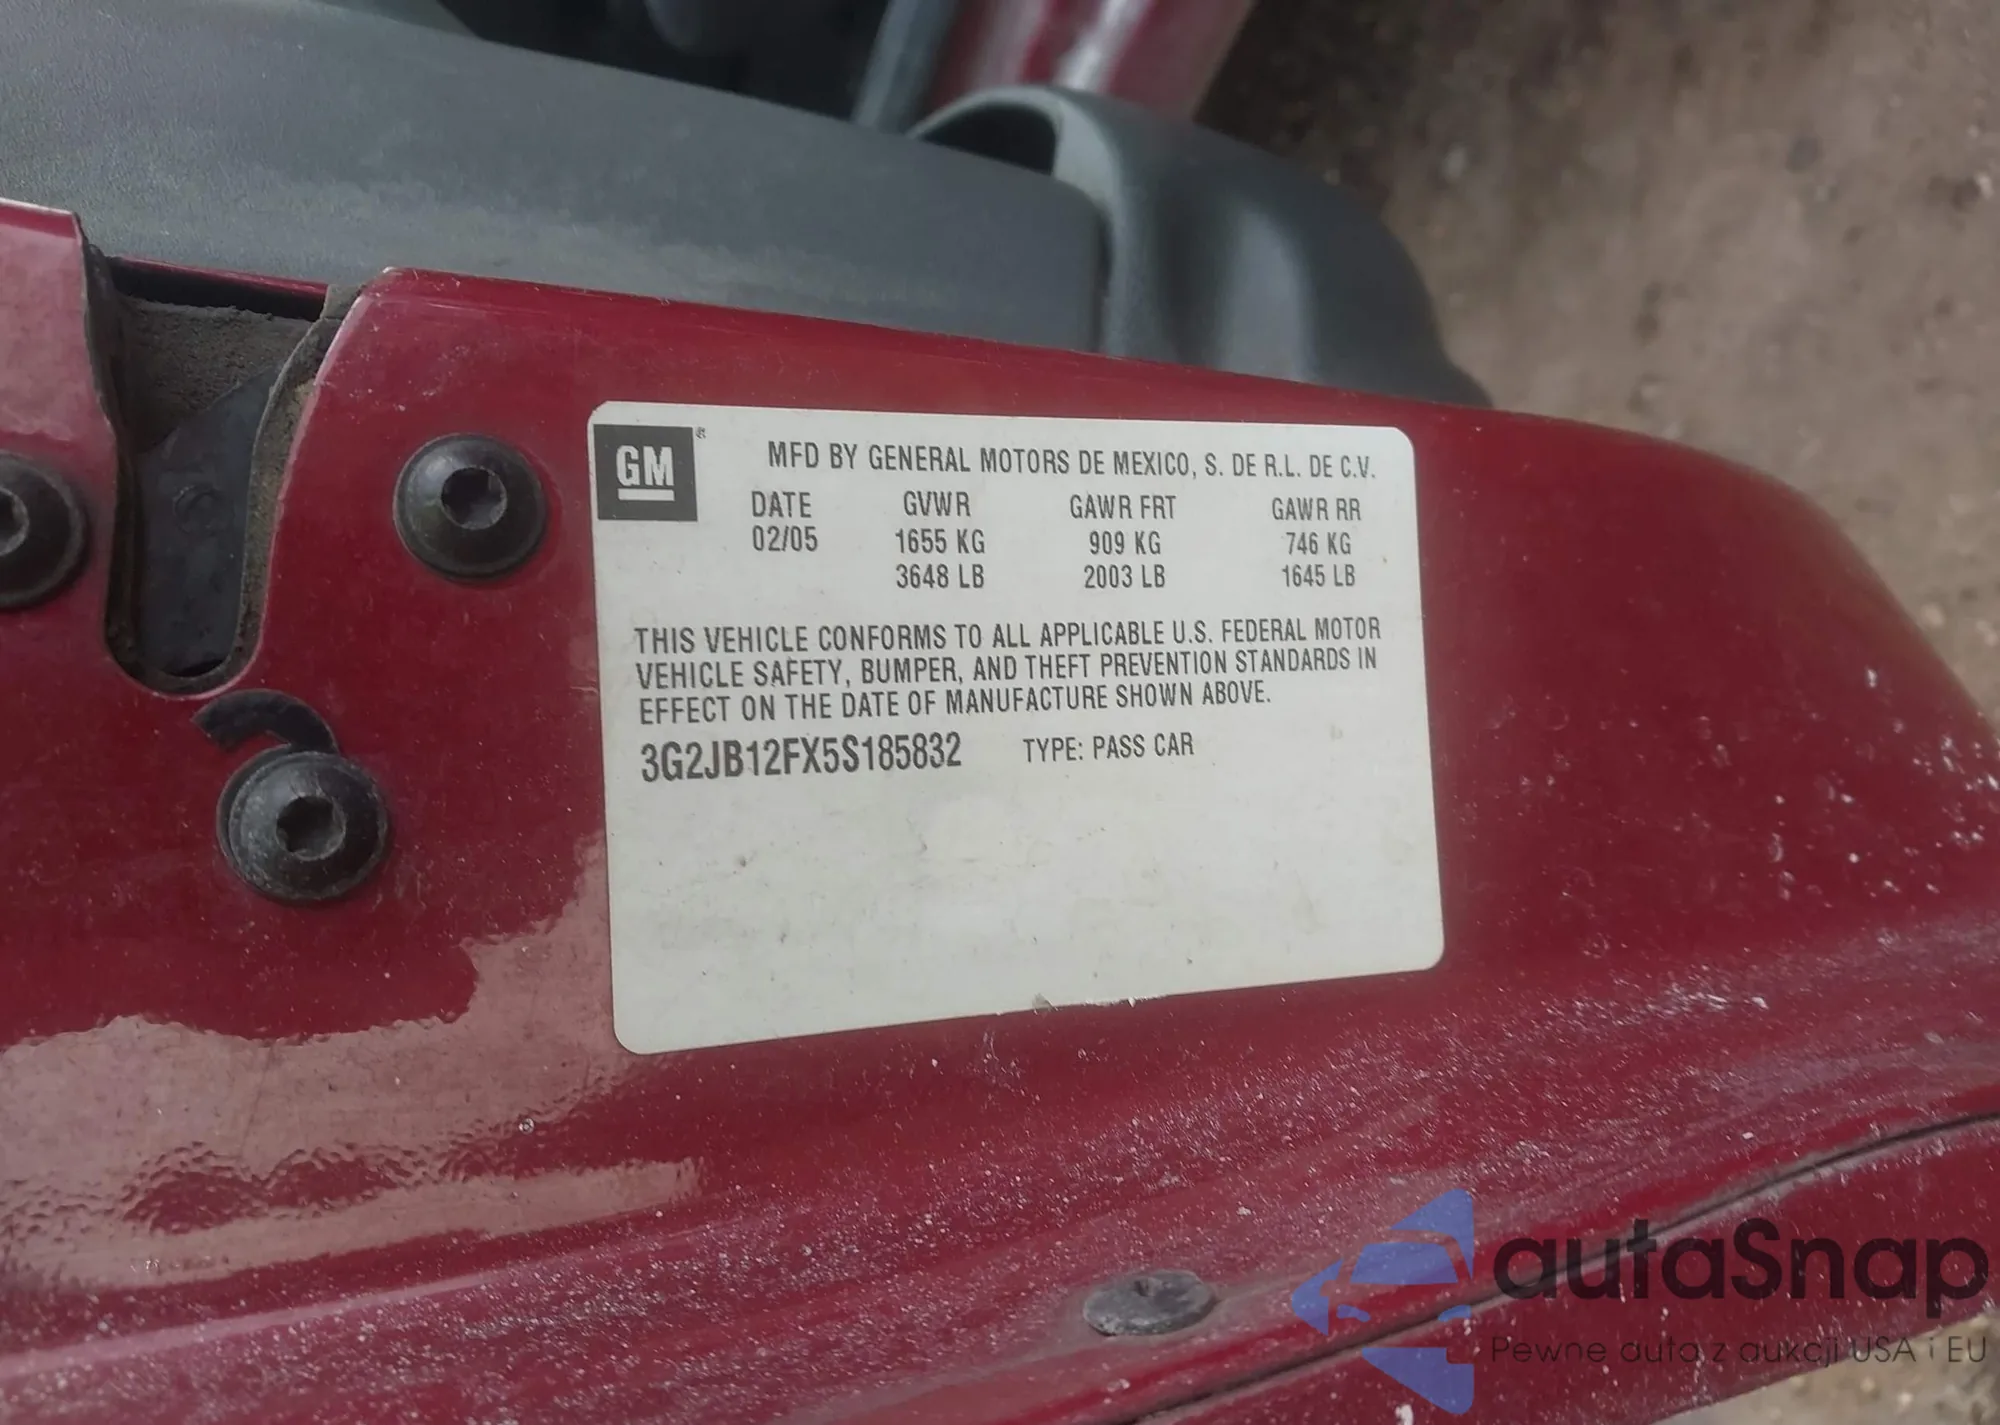 GM ®
MFD BY GENERAL MOTORS DE MEXICO, S. DE R.L. DE C.V.
DATE GVWR GAWR FRT GAWR RR
02/05 1655 KG 909 KG 746 KG
3648 LB 2003 LB 1645 LB
THIS VEHICLE CONFORMS TO ALL APPLICABLE U.S. FEDERAL MOTOR
VEHICLE SAFETY, BUMPER, AND THEFT PREVENTION STANDARDS IN
EFFECT ON THE DATE OF MANUFACTURE SHOWN ABOVE.
3G2JB12FX5S185832 TYPE: PASS CAR
autaSnap
Pewne auta z aukcji USA i EU